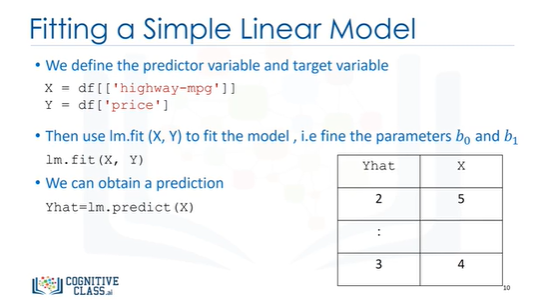 Fitting a Simple Linear Model
• We define the predictor variable and target variable
X = df[['highway-mpg']]
Y = df['price']
• Then use lm.fit (X, Y) to fit the model , i.e fine the parameters b₀ and b₁
lm.fit(X, Y)
• We can obtain a prediction
Yhat=lm.predict(X)
Yhat X
2 5
:
3 4
COGNITIVE
CLASS.ai
10